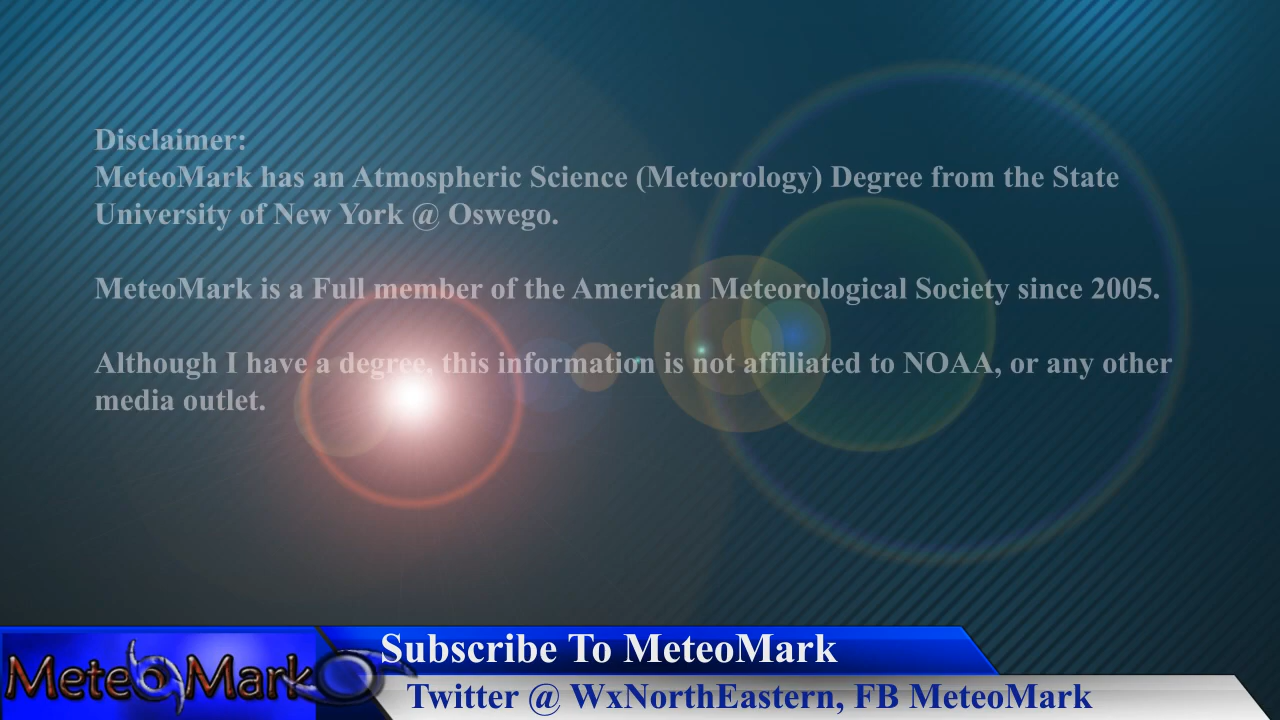 Disclaimer:
MeteoMark has an Atmospheric Science (Meteorology) Degree from the State
University of New York @ Oswego.
MeteoMark is a Full member of the American Meteorological Society since 2005.
Although I have a degree, this information is not affiliated to NOAA, or any other
media outlet.
Subscribe To MeteoMark
MeteoMark
Twitter @ WxNorthEastern, FB MeteoMark